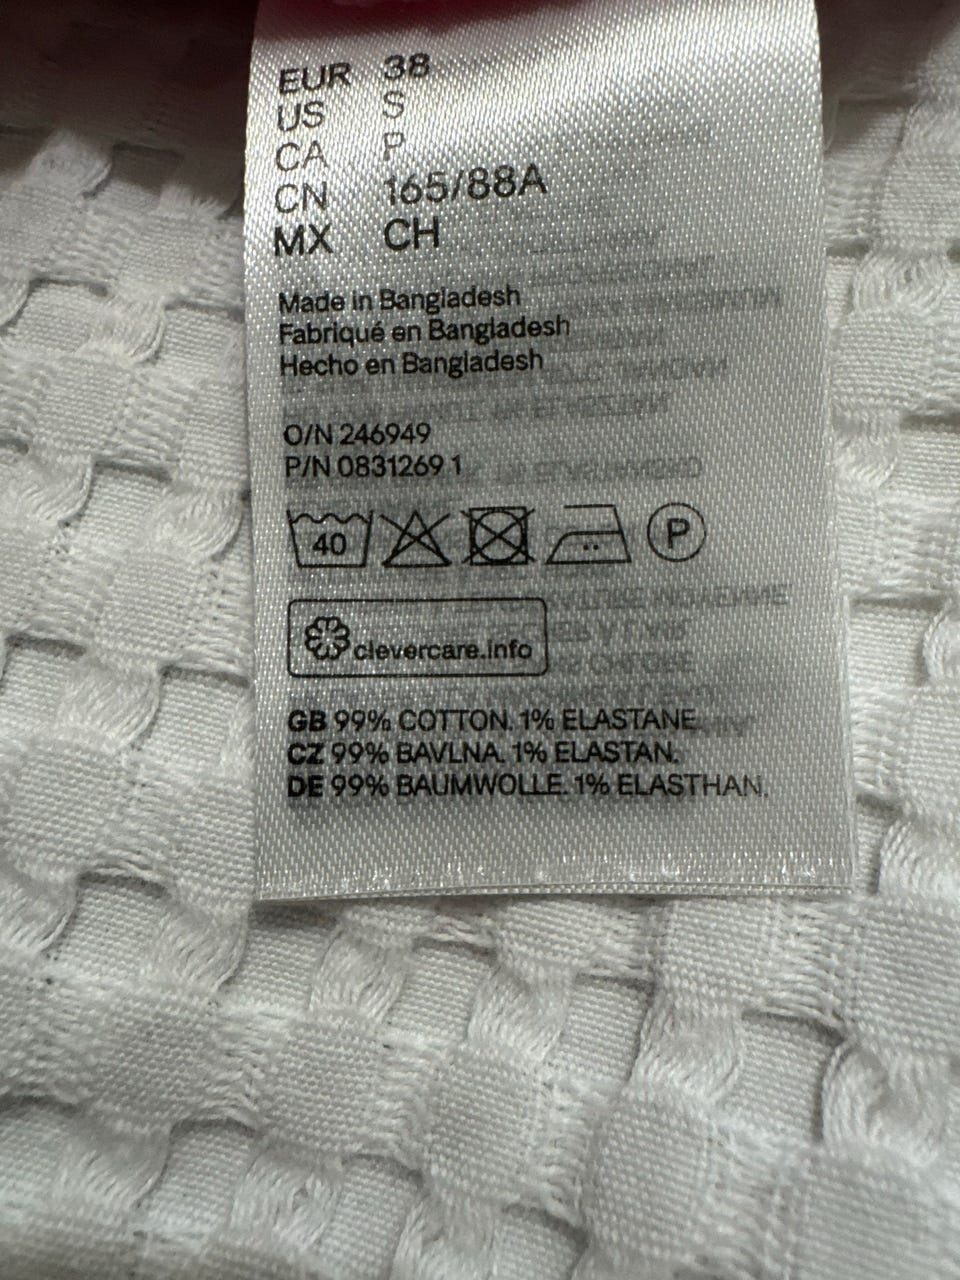 EUR 38
US S
CA P
CN 165/88A
MX CH
Made in Bangladesh
Fabriqué en Bangladesh
Hecho en Bangladesh
O/N 246949
P/N 0831269 1
40 P
clevercare.info
GB 99% COTTON. 1% ELASTANE.
CZ 99% BAVLNA. 1% ELASTAN.
DE 99% BAUMWOLLE. 1% ELASTHAN.